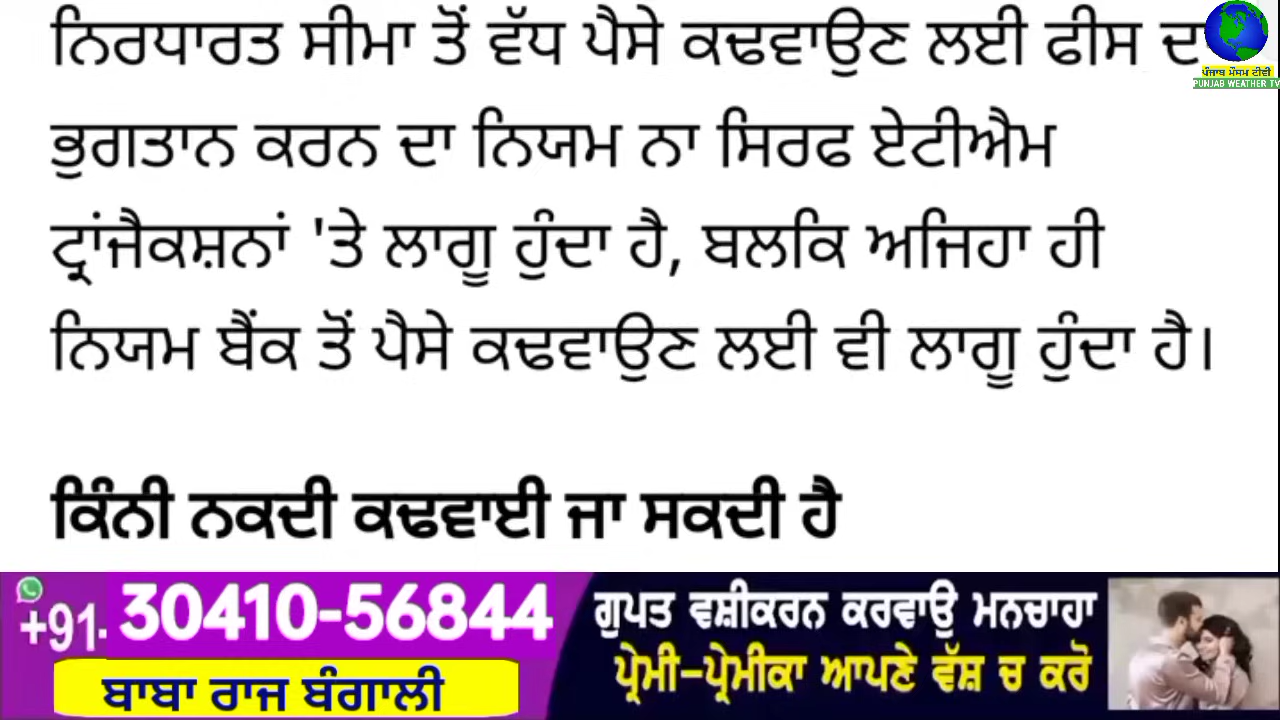 ਨਿਰਧਾਰਤ ਸੀਮਾ ਤੋਂ ਵੱਧ ਪੈਸੇ ਕਢਵਾਉਣ ਲਈ ਫੀਸ ਦਾ
ਪੰਜਾਬ ਮੌਸਮ ਟੀਵੀ
PUNJAB WEATHER TV
ਭੁਗਤਾਨ ਕਰਨ ਦਾ ਨਿਯਮ ਨਾ ਸਿਰਫ ਏਟੀਐਮ
ਟ੍ਰਾਂਜੈਕਸ਼ਨਾਂ 'ਤੇ ਲਾਗੂ ਹੁੰਦਾ ਹੈ, ਬਲਕਿ ਅਜਿਹਾ ਹੀ
ਨਿਯਮ ਬੈਂਕ ਤੋਂ ਪੈਸੇ ਕਢਵਾਉਣ ਲਈ ਵੀ ਲਾਗੂ ਹੁੰਦਾ ਹੈ।
ਕਿੰਨੀ ਨਕਦੀ ਕਢਵਾਈ ਜਾ ਸਕਦੀ ਹੈ
+91- 30410-56844
ਬਾਬਾ ਰਾਜ ਬੰਗਾਲੀ
ਗੁਪਤ ਵਸ਼ੀਕਰਨ ਕਰਵਾਉ ਮਨਚਾਹਾ
ਪ੍ਰੇਮੀ-ਪ੍ਰੇਮੀਕਾ ਆਪਣੇ ਵੱਸ਼ ਚ ਕਰੋ